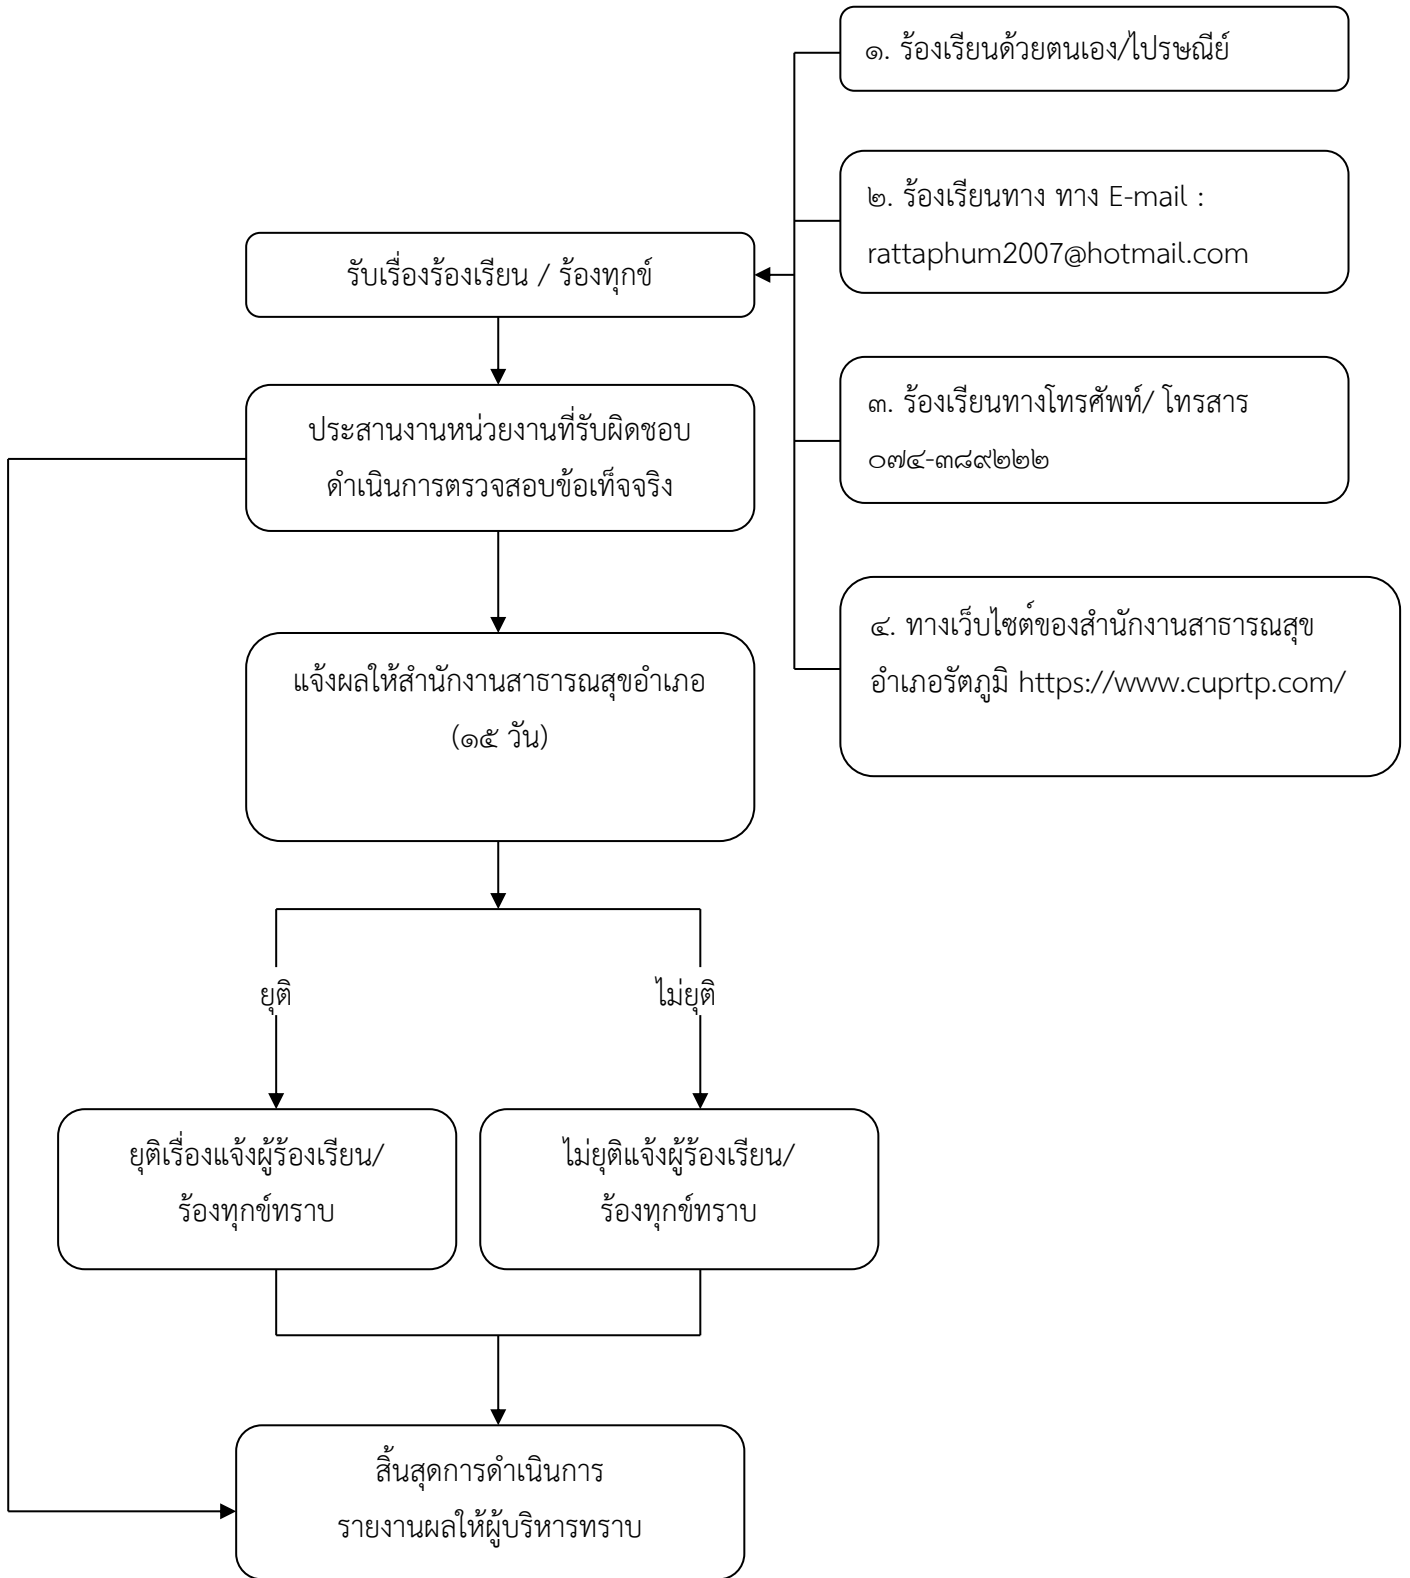 ๑. ร้องเรียนด้วยตนเอง/ไปรษณีย์
๒. ร้องเรียนทาง ทาง E-mail :
rattaphum2007@hotmail.com
๓. ร้องเรียนทางโทรศัพท์/ โทรสาร
๐๗๔-๓๘๙๒๒๒
๔. ทางเว็บไซต์ของสำนักงานสาธารณสุข
อำเภอรัตภูมิ https://www.cuprtp.com/
รับเรื่องร้องเรียน / ร้องทุกข์
ประสานงานหน่วยงานที่รับผิดชอบ
ดำเนินการตรวจสอบข้อเท็จจริง
แจ้งผลให้สำนักงานสาธารณสุขอำเภอ
(๑๕ วัน)
ยุติ
ไม่ยุติ
ยุติเรื่องแจ้งผู้ร้องเรียน/
ร้องทุกข์ทราบ
ไม่ยุติแจ้งผู้ร้องเรียน/
ร้องทุกข์ทราบ
สิ้นสุดการดำเนินการ
รายงานผลให้ผู้บริหารทราบ